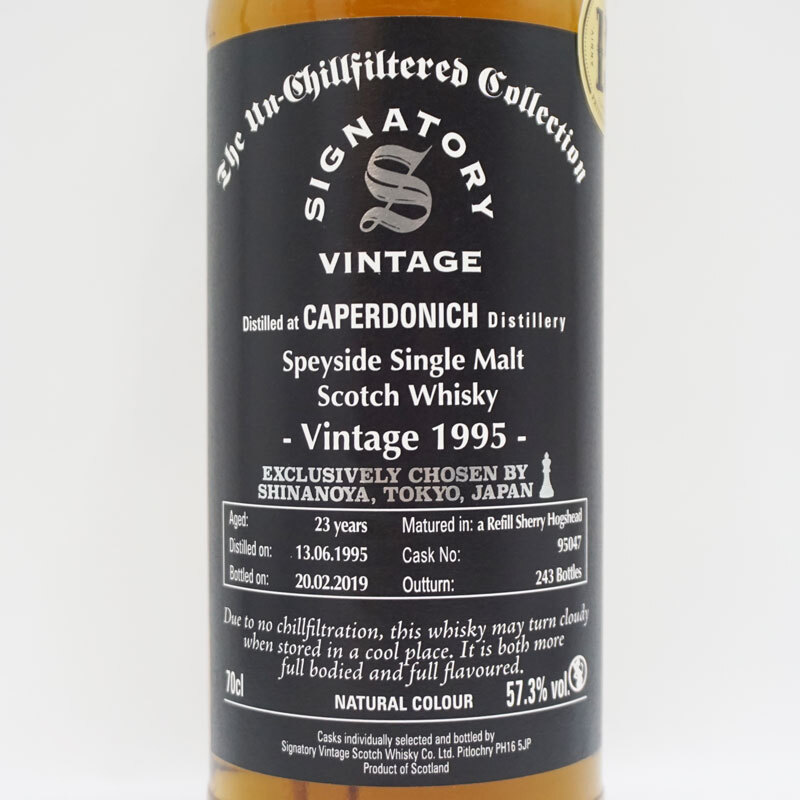 The Un-Chillfiltered Collection
SIGNATORY
S
VINTAGE
Distilled at CAPERDONICH Distillery
Speyside Single Malt
Scotch Whisky
- Vintage 1995 -
EXCLUSIVELY CHOSEN BY
SHINANOYA, TOKYO, JAPAN
Aged: 23 years Matured in: a Refill Sherry Hogshead
Distilled on: 13.06.1995 Cask No: 95047
Bottled on: 20.02.2019 Outturn: 243 Bottles
Due to no chillfiltration, this whisky may turn cloudy
when stored in a cool place. It is both more
full bodied and full flavoured.
70cl NATURAL COLOUR 57.3% vol.
Casks individually selected and bottled by
Signatory Vintage Scotch Whisky Co. Ltd. Pitlochry PH16 5JP
Product of Scotland